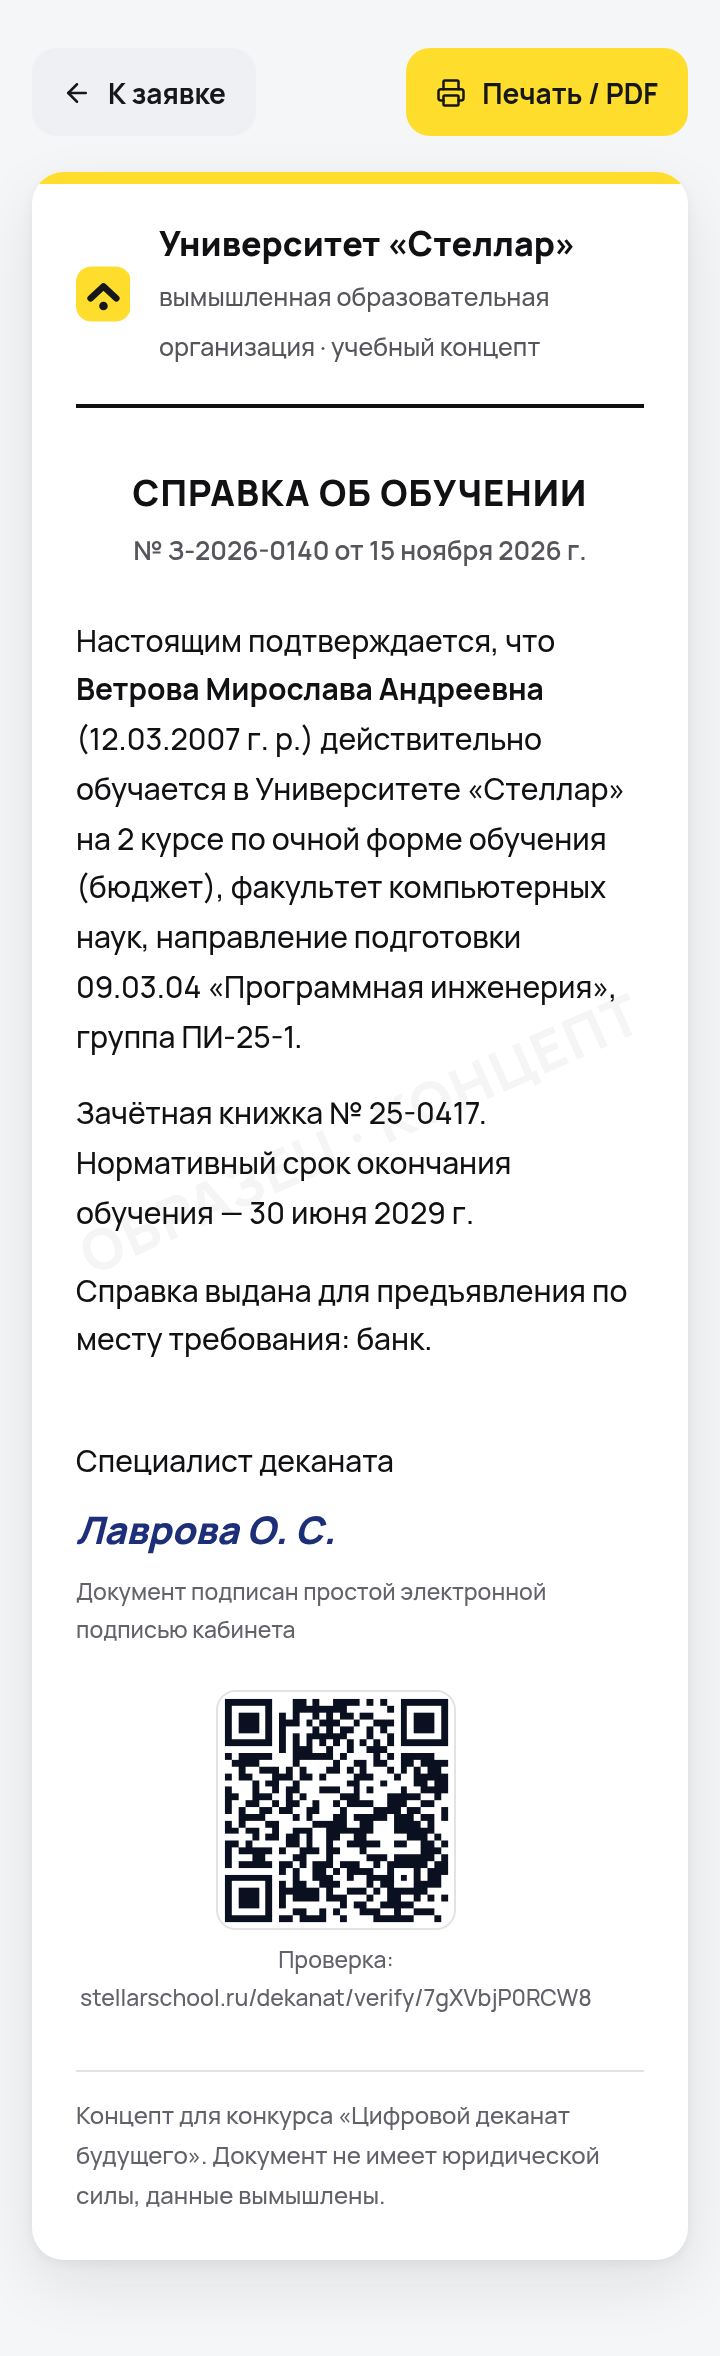 К заявке
Печать / PDF
Университет «Стеллар»
вымышленная образовательная
организация · учебный концепт
СПРАВКА ОБ ОБУЧЕНИИ
№ З-2026-0140 от 15 ноября 2026 г.
Настоящим подтверждается, что
Ветрова Мирослава Андреевна
(12.03.2007 г. р.) действительно
обучается в Университете «Стеллар»
на 2 курсе по очной форме обучения
(бюджет), факультет компьютерных
наук, направление подготовки
09.03.04 «Программная инженерия»,
группа ПИ-25-1.
ОБРАЗЕЦ · КОНЦЕПТ
Зачётная книжка № 25-0417.
Нормативный срок окончания
обучения — 30 июня 2029 г.
Справка выдана для предъявления по
месту требования: банк.
Специалист деканата
Лаврова О. С.
Документ подписан простой электронной
подписью кабинета
Проверка:
stellarschool.ru/dekanat/verify/7gXVbjP0RCW8
Концепт для конкурса «Цифровой деканат
будущего». Документ не имеет юридической
силы, данные вымышлены.